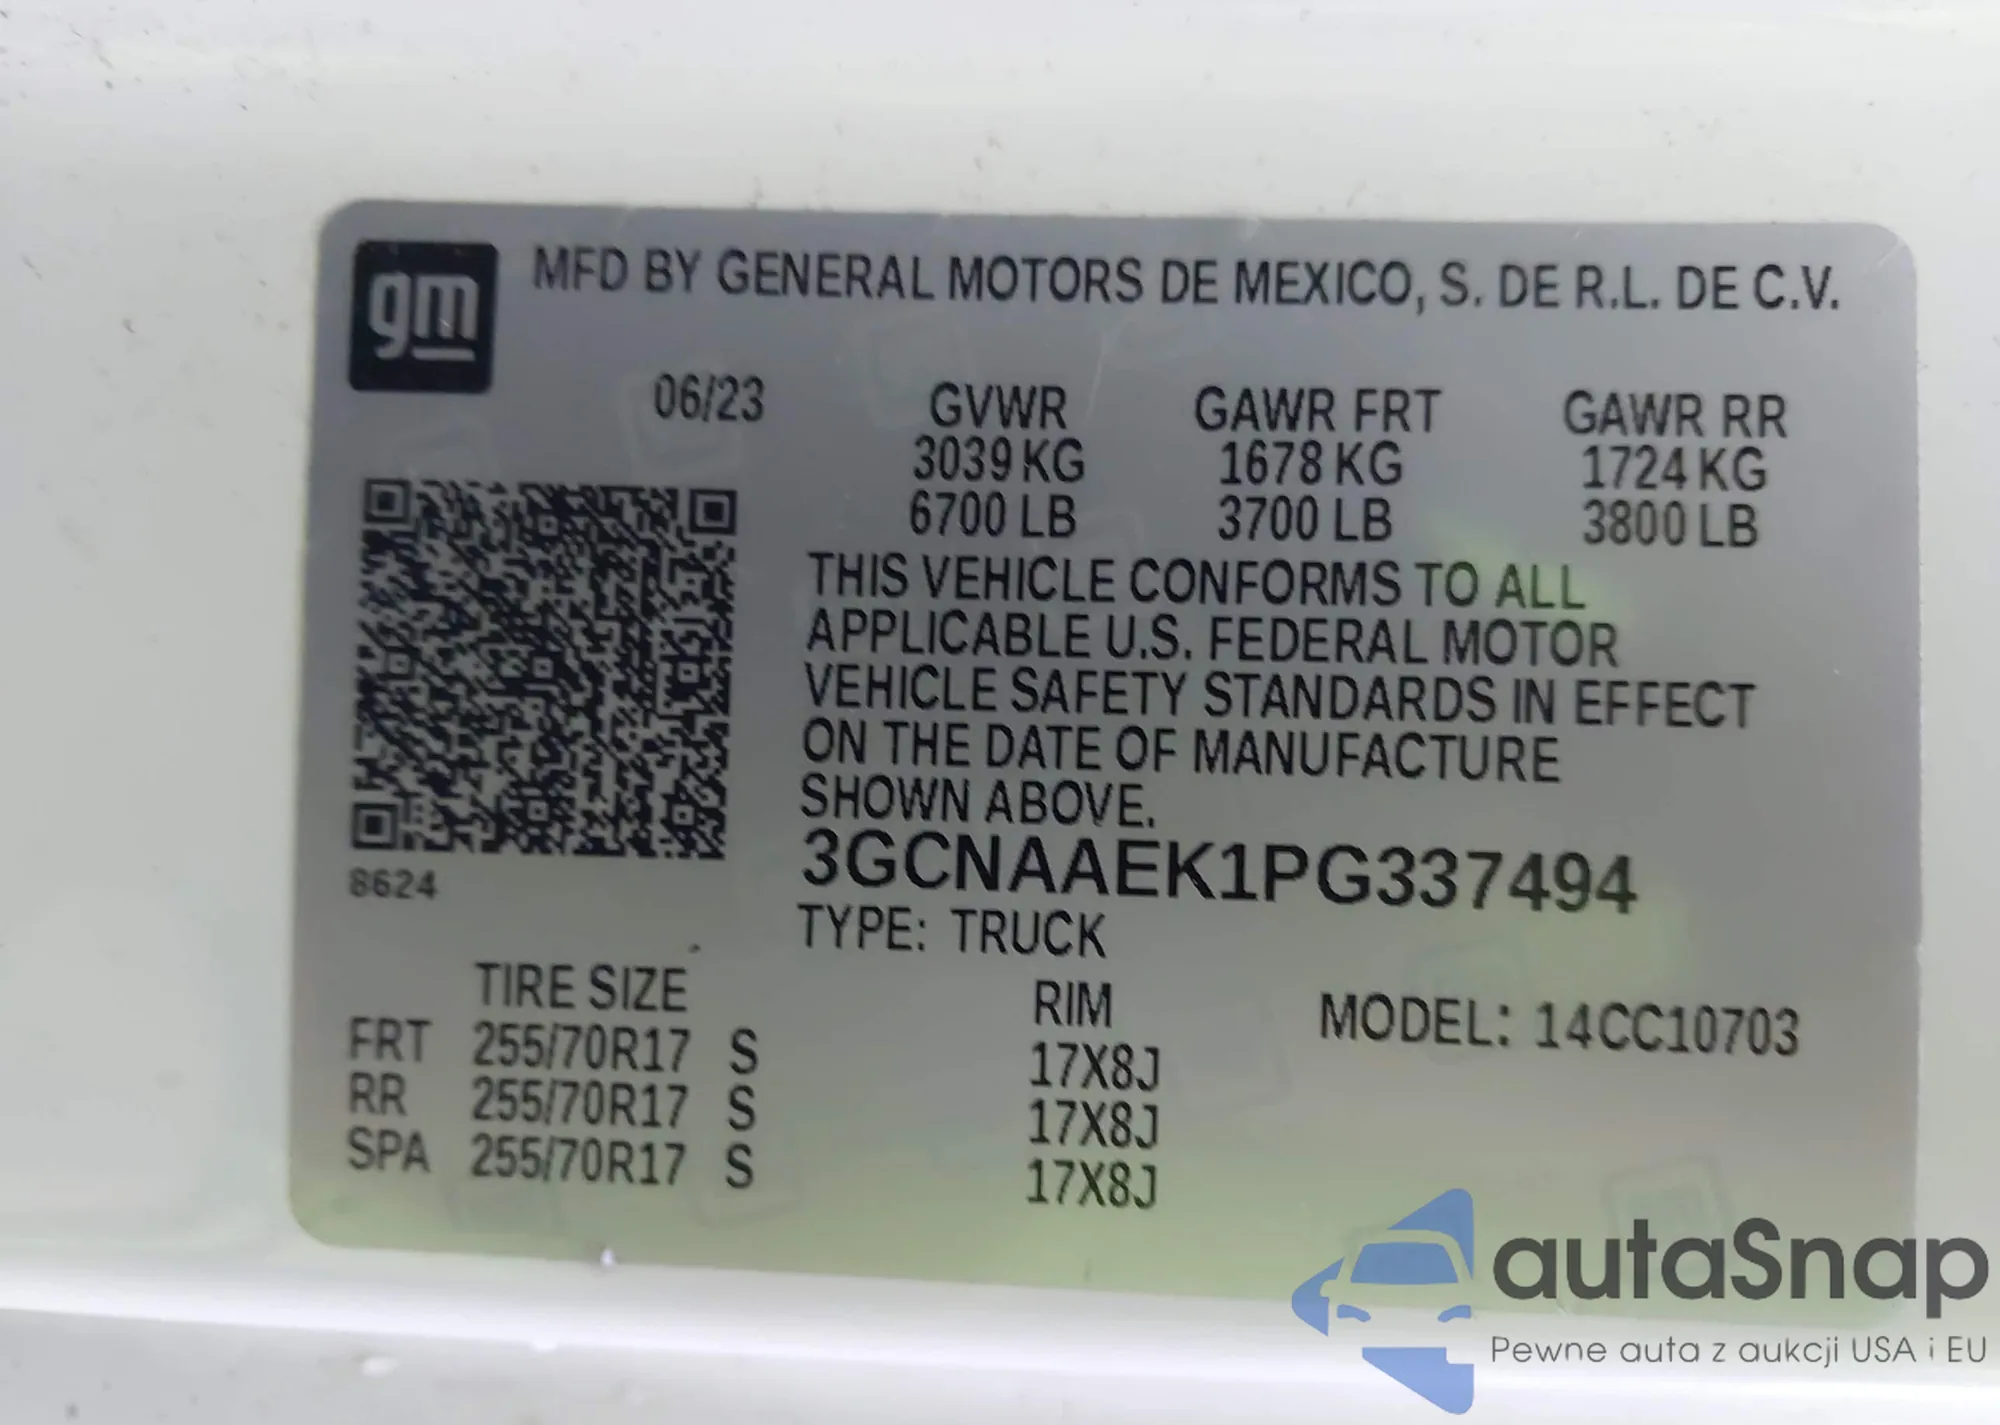 gm
MFD BY GENERAL MOTORS DE MEXICO, S. DE R.L. DE C.V.
06/23
GVWR GAWR FRT GAWR RR
3039 KG 1678 KG 1724 KG
6700 LB 3700 LB 3800 LB
THIS VEHICLE CONFORMS TO ALL
APPLICABLE U.S. FEDERAL MOTOR
VEHICLE SAFETY STANDARDS IN EFFECT
ON THE DATE OF MANUFACTURE
SHOWN ABOVE.
3GCNAAEK1PG337494
8624
TYPE: TRUCK
TIRE SIZE RIM MODEL: 14CC10703
FRT 255/70R17 S 17X8J
RR 255/70R17 S 17X8J
SPA 255/70R17 S 17X8J
autaSnap
Pewne auta z aukcji USA i EU